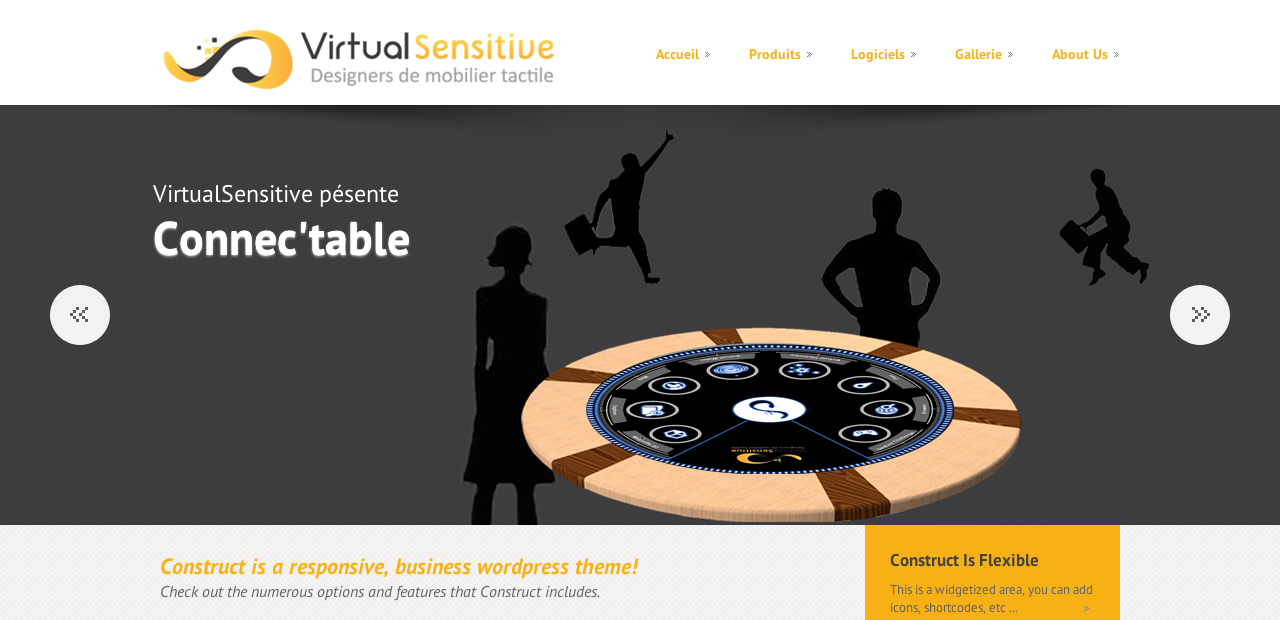 VirtualSensitive
Designers de mobilier tactile
Accueil
Produits
Logiciels
Gallerie
About Us
VirtualSensitive pésente
Connec'table
Construct is a responsive, business wordpress theme!
Check out the numerous options and features that Construct includes.
Construct Is Flexible
This is a widgetized area, you can add
icons, shortcodes, etc ...